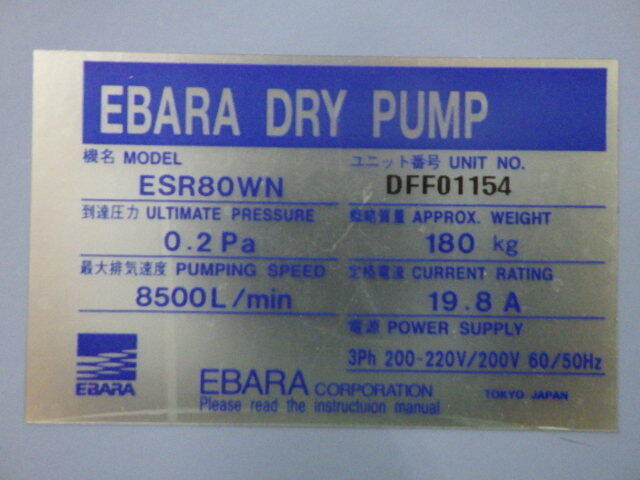 EBARA DRY PUMP
機名 MODEL
ESR80WN
ユニット番号 UNIT NO.
DFF01154
到達圧力 ULTIMATE PRESSURE
0.2 Pa
概略質量 APPROX. WEIGHT
180 kg
最大排気速度 PUMPING SPEED
8500L/min
定格電流 CURRENT RATING
19.8 A
電源 POWER SUPPLY
3Ph 200-220V/200V 60/50Hz
EBARA
EBARA CORPORATION
TOKYO JAPAN
Please read the instructuion manual